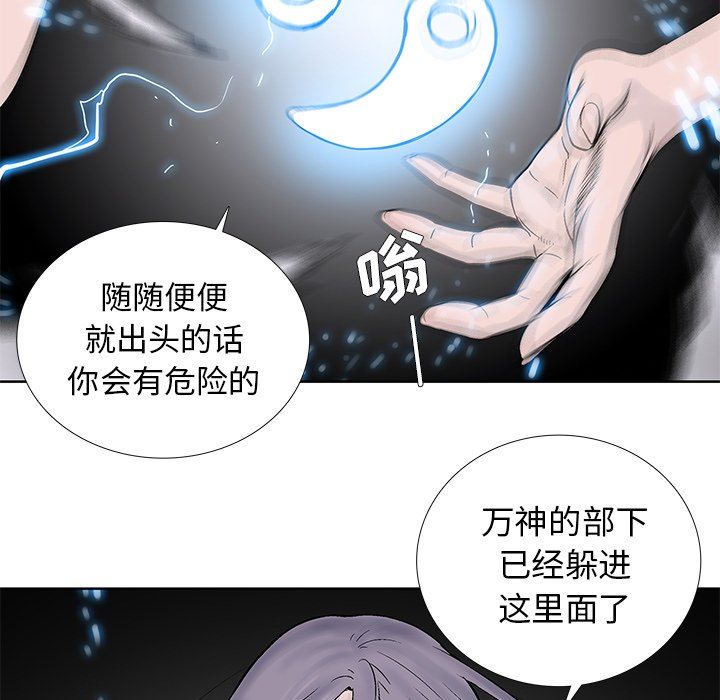 嗡
随随便便
就出头的话
你会有危险的
万神的部下
已经躲进
这里面了